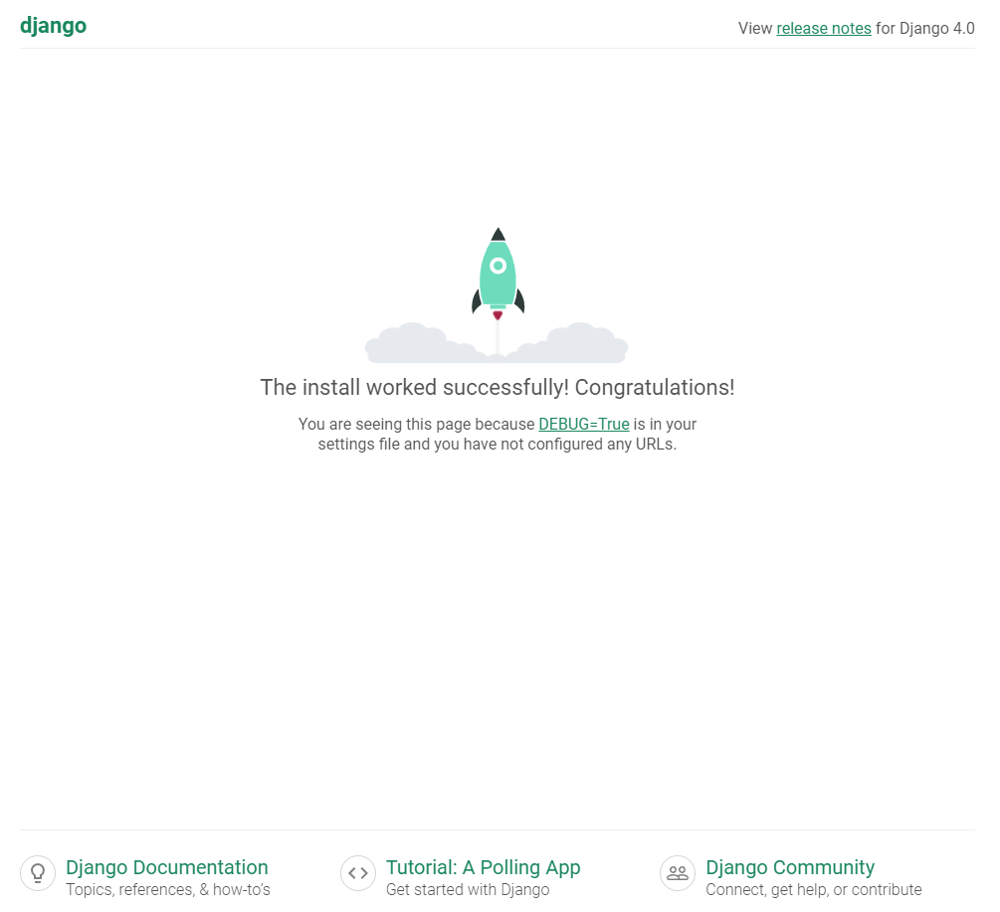 django
View release notes for Django 4.0
The install worked successfully! Congratulations!
You are seeing this page because DEBUG=True is in your
settings file and you have not configured any URLs.
Django Documentation
Topics, references, & how-to’s
Tutorial: A Polling App
Get started with Django
Django Community
Connect, get help, or contribute